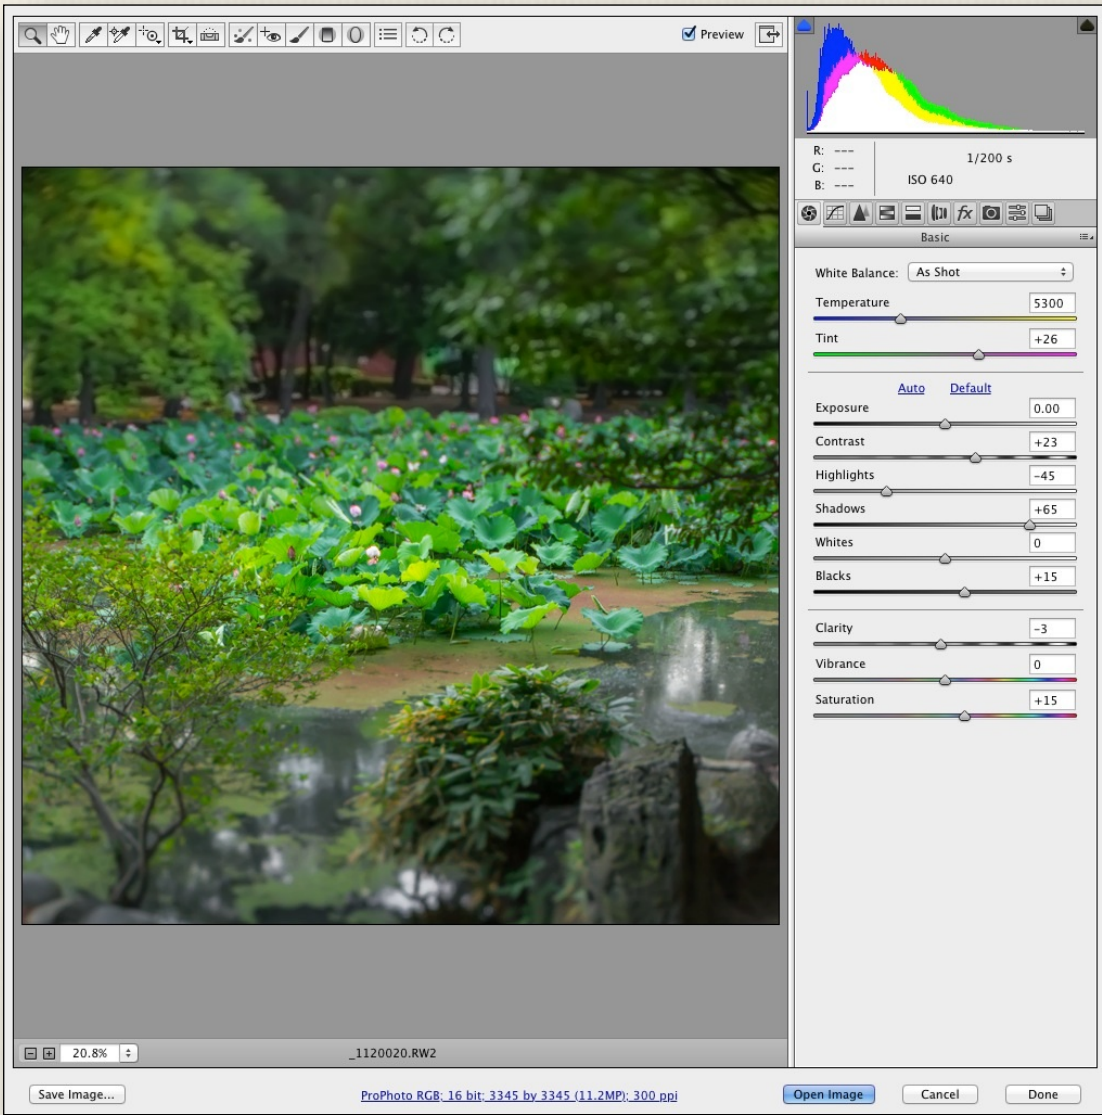 Preview
R: ---
G: ---
B: ---
1/200 s
ISO 640
fx
Basic
White Balance: As Shot
Temperature 5300
Tint +26
Auto Default
Exposure 0.00
Contrast +23
Highlights -45
Shadows +65
Whites 0
Blacks +15
Clarity -3
Vibrance 0
Saturation +15
20.8% _1120020.RW2
Save Image... ProPhoto RGB; 16 bit; 3345 by 3345 (11.2MP); 300 ppi Open Image Cancel Done